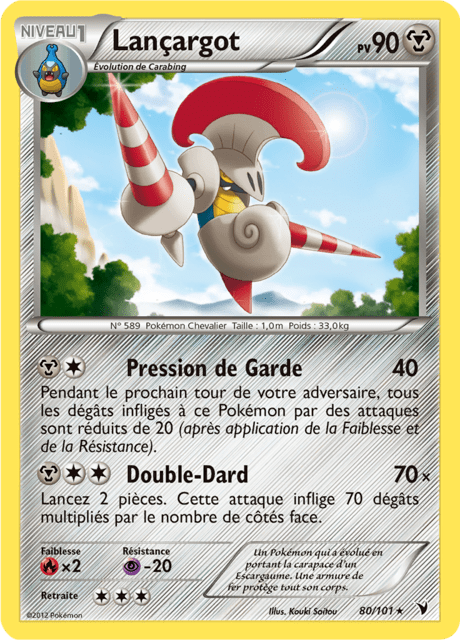 NIVEAU 1
Lançargot
PV 90
Évolution de Carabing
N° 589 Pokémon Chevalier Taille : 1,0m Poids : 33,0kg
Pression de Garde 40
Pendant le prochain tour de votre adversaire, tous
les dégâts infligés à ce Pokémon par des attaques
sont réduits de 20 (après application de la Faiblesse et
de la Résistance).
Double-Dard 70x
Lancez 2 pièces. Cette attaque inflige 70 dégâts
multipliés par le nombre de côtés face.
Faiblesse
×2
Résistance
-20
Retraite
Un Pokémon qui a évolué en
portant la carapace d'un
Escargaume. Une armure de
fer protège tout son corps.
©2012 Pokémon
Illus. Kouki Saitou
80/101 ★